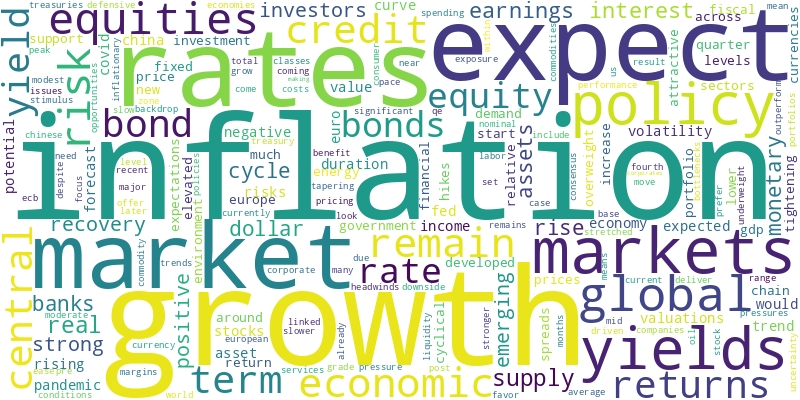 treasuries defensive
economies
spending
fiscal
mean
yield
equities
investors
earnings
interest
credit
curve
support
china
investment
across
currencies
covid
inflationary
rates
expect
risk
peak
modest
issues
stimulus
opportunities
fixed
price
new
zone
slow
backdrop
total
grow
come
classes
coming
making
costs
near
pace
value
consumer
exposure
within
commodities
us
result
quarter
levels
attractive
sectors
performance
outperform
portfolios
equity
policy
bond
bonds
potential
negative
euro
significant
qe
demand
nominal
treasury
start
include
volatility
increase
assets
relative
overweight
inflation
chinese
need
despite
ecb
level
recent
major
offer
later
forecast
focus
expectations
elevated
policies
much
cycle
risks
currently
environment
duration
benefit
energy
tapering
pricing
look
financial
hikes
fed
labor
set
case
consensus
fourth
move
base
stretched
portfolio
prefer
lower
underweight
monetary
tightening
gdp
expected
economy
recovery
dollar
europe
government
income
remains
rise
market
remain
markets
central
banks
real
strong
rising
pandemic
conditions
moderate
easepre
margins
commodity
trends
currency
positive
growth
rate
corporate
many
due
headwinds
downside
developed
emerging
prices
means
global
current
deliver
range
chain
would
pressures
valuations
trend
around
stocks
asset
return
european
linked
slower
services
world
already
grade
pressure
liquidity
cyclical
post
stronger
spreads
months
mid
driven
companies
oil
stock
uncertainty
yields
term
economic
supply
favor
average
returns